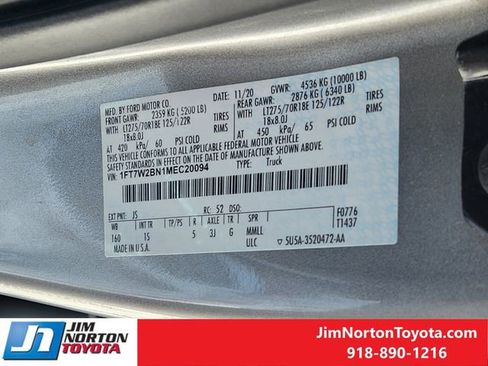 MFD. BY FORD MOTOR CO.
11/20
GVWR: 4536 KG (10000 LB)
FRONT GAWR: 2359 KG (5200 LB)
REAR GAWR: 2876 KG (6340 LB)
WITH LT275/70R18E 125/122R TIRES
WITH LT275/70R18E 125/122R TIRES
18x8.0J RIMS
18x8.0J RIMS
AT 420 kPa/ 60 PSI COLD
AT 450 kPa/ 65 PSI COLD
THIS VEHICLE CONFORMS TO ALL APPLICABLE FEDERAL MOTOR VEHICLE
SAFETY STANDARDS IN EFFECT ON THE DATE OF MANUFACTURE SHOWN ABOVE.
VIN: 1FT7W2BN1MEC20094
TYPE: Truck
EXT PNT: JS RC: 52 DSO:
F0776
T1437
WB INT TR TP/PS R AXLE TR SPR
160 1S 5 3J G MMLL
MADE IN U.S.A. ULC
5U5A-3520472-AA
JIM NORTON TOYOTA
JimNortonToyota.com
918-890-1216